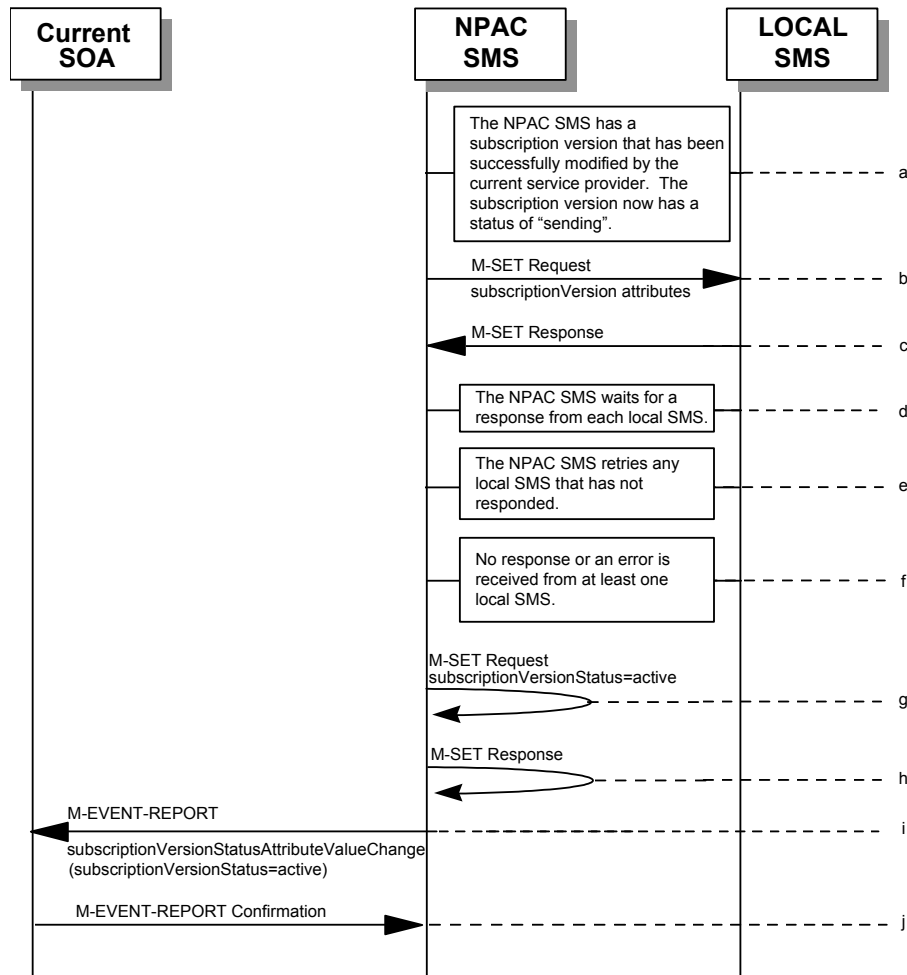 Current
SOA
NPAC
SMS
LOCAL
SMS
The NPAC SMS has a
subscription version that has been
successfully modified by the
current service provider.  The
subscription version now has a
status of “sending”.
a
M-SET Request
b
subscriptionVersion attributes
M-SET Response
c
The NPAC SMS waits for a
response from each local SMS.
d
The NPAC SMS retries any
local SMS that has not
responded.
e
No response or an error is
received from at least one
local SMS.
f
M-SET Request
subscriptionVersionStatus=active
g
M-SET Response
h
M-EVENT-REPORT
i
subscriptionVersionStatusAttributeValueChange
(subscriptionVersionStatus=active)
M-EVENT-REPORT Confirmation
j